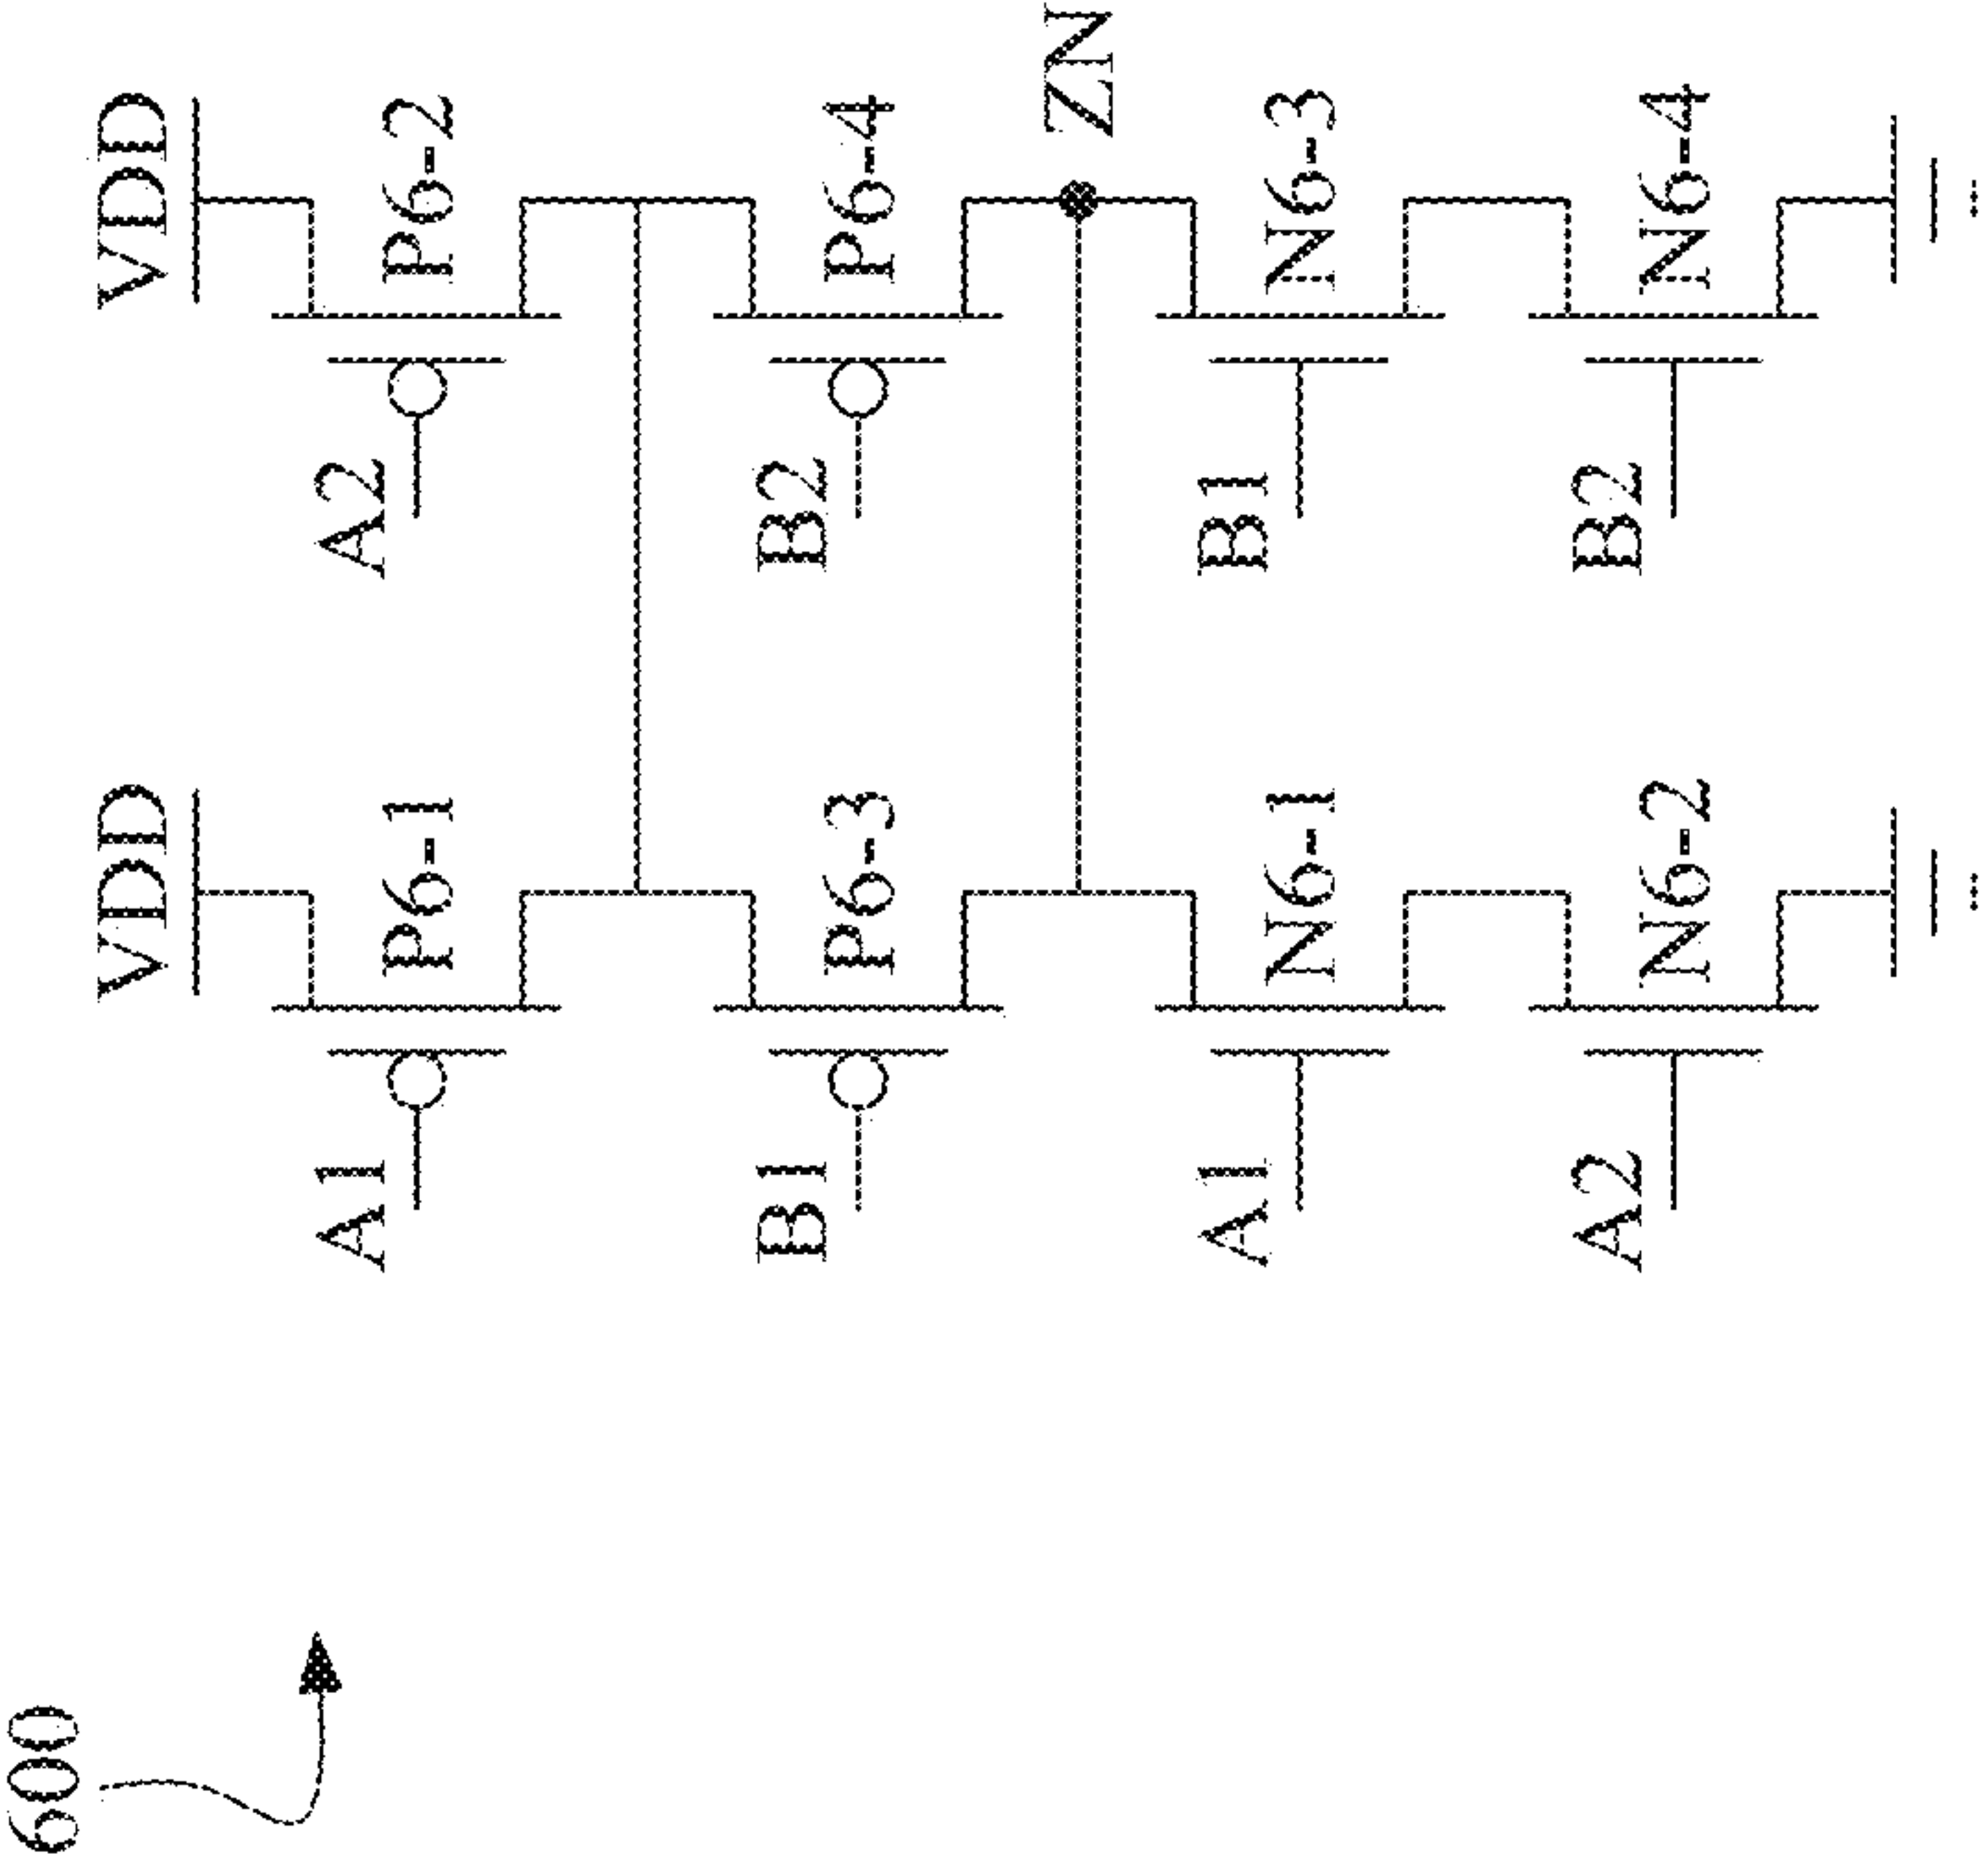 600
VDD VDD
A1 P6-1 A2 P6-2
B1 P6-3 B2 P6-4
ZN
A1 N6-1 B1 N6-3
A2 N6-2 B2 N6-4